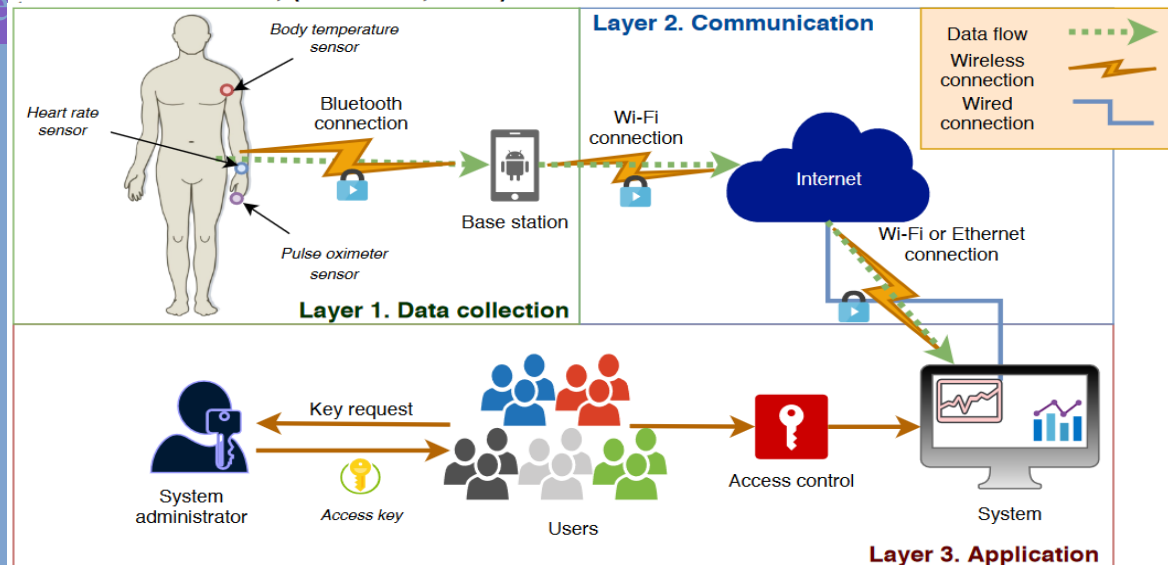 Body temperature
sensor
Heart rate
sensor
Bluetooth
connection
Base station
Pulse oximeter
sensor
Layer 1. Data collection
Layer 2. Communication
Wi-Fi
connection
Internet
Wi-Fi or Ethernet
connection
Data flow
Wireless
connection
Wired
connection
System
administrator
Key request
Access key
Users
Access control
System
Layer 3. Application